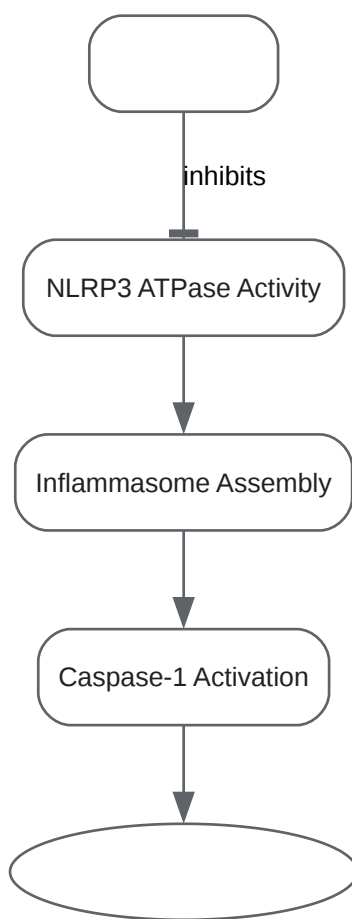 inhibits
NLRP3 ATPase Activity
Inflammasome Assembly
Caspase-1 Activation